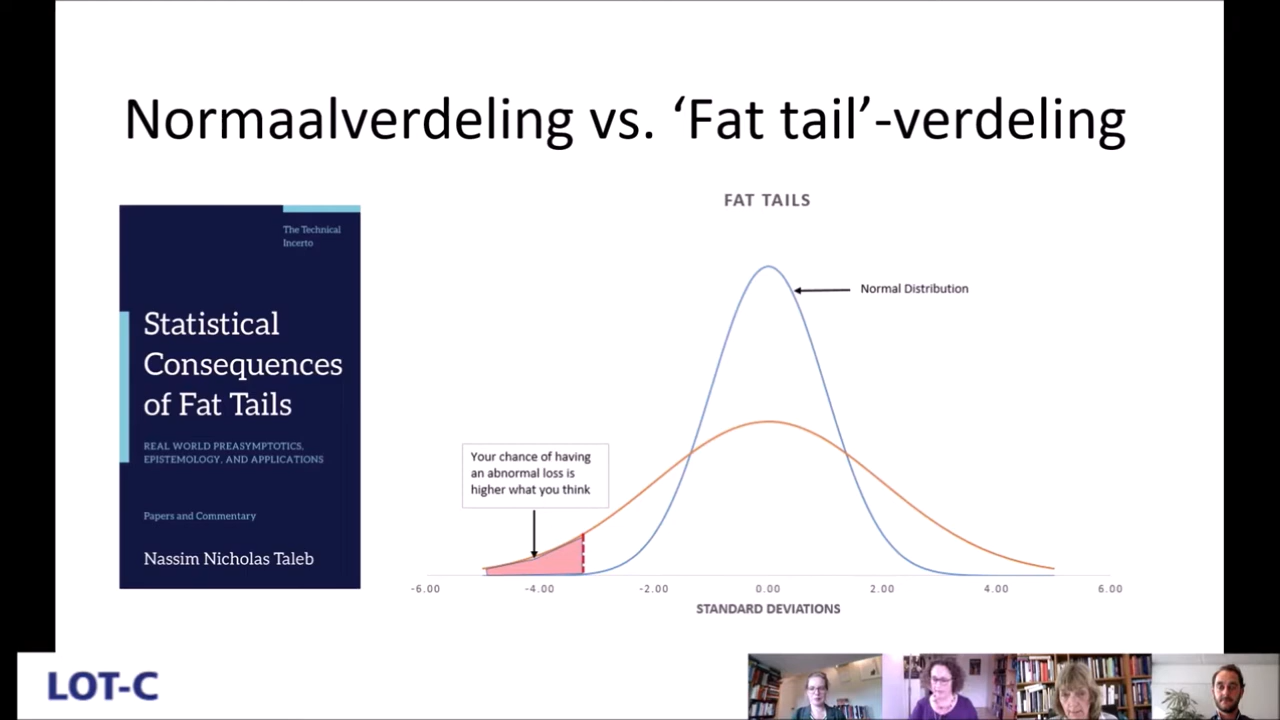 Normaalverdeling vs. ‘Fat tail’-verdeling
The Technical
Incerto
Statistical
Consequences
of Fat Tails
REAL WORLD PREASYMPTOTICS,
EPISTEMOLOGY, AND APPLICATIONS
Papers and Commentary
Nassim Nicholas Taleb
FAT TAILS
Normal Distribution
Your chance of having
an abnormal loss is
higher what you think
-6.00 -4.00 -2.00 0.00 2.00 4.00 6.00
STANDARD DEVIATIONS
LOT-C